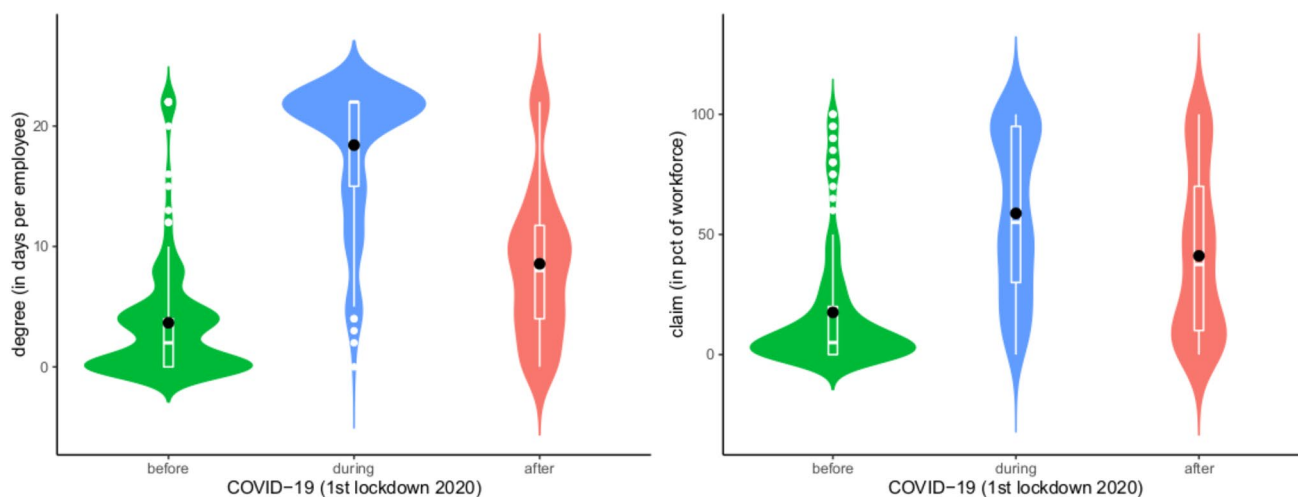 degree (in days per employee)
20
10
0
before during after
COVID−19 (1st lockdown 2020)
claim (in pct of workforce)
100
50
0
before during after
COVID−19 (1st lockdown 2020)